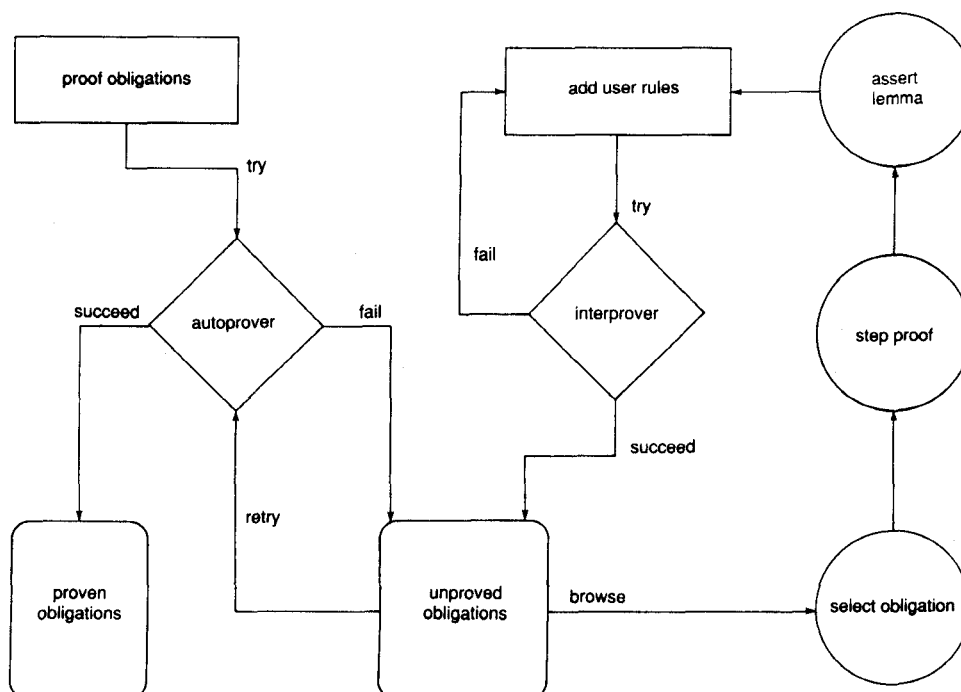 proof obligations
add user rules
assert
lemma
try
try
fail
succeed
fail
autoprover
interprover
step proof
succeed
retry
proven
obligations
unproved
obligations
browse
select obligation